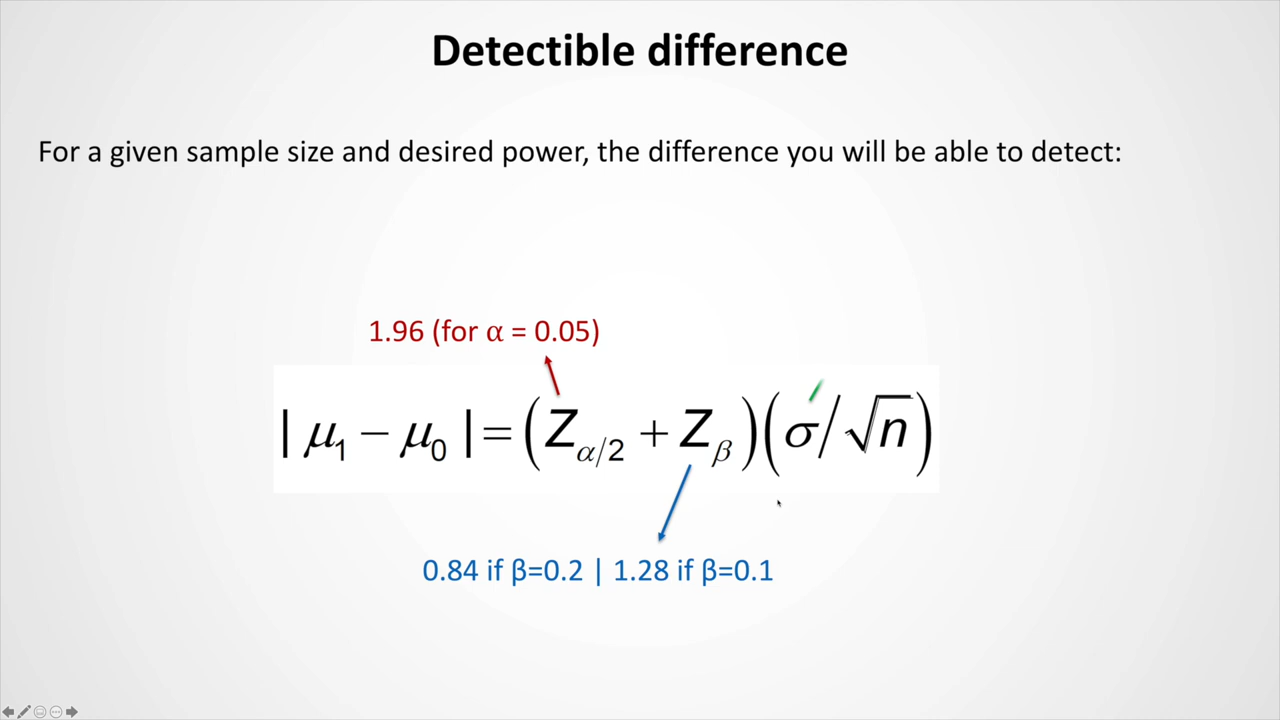 Detectible difference
For a given sample size and desired power, the difference you will be able to detect:
1.96 (for α = 0.05)
| μ₁ − μ₀ | = (Z_{α/2} + Z_β)(σ/√n)
0.84 if β=0.2 | 1.28 if β=0.1